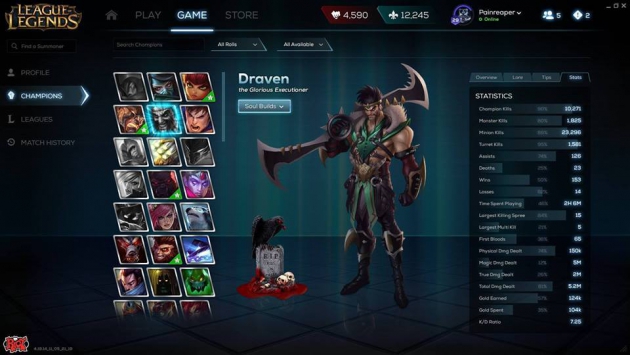 LEAGUE OF LEGENDS
PLAY GAME STORE
4,590 12,245
Painreaper
Online
29
5 2
Find a Summoner
Search Champions All Rolls All Available
PROFILE
CHAMPIONS
LEAGUES
MATCH HISTORY
Draven
the Glorious Executioner
Soul Builds
R.I.P
Overview Lore Tips Stats
STATISTICS
Champion Kills 10,271
Monster Kills 1,825
Minion Kills 23,296
Turret Kills 1,581
Assists 126
Deaths 23
Wins 153
Losses 14
Time Spent Playing 2H 6M
Largest Killing Spree 15
Largest Multi Kill 5
First Bloods 65
Physical Dmg Dealt 150k
Magic Dmg Dealt 5M
True Dmg Dealt 2M
Total Dmg Dealt 5.2M
Gold Earned 124k
Gold Spent 104k
K/D Ratio 7.25